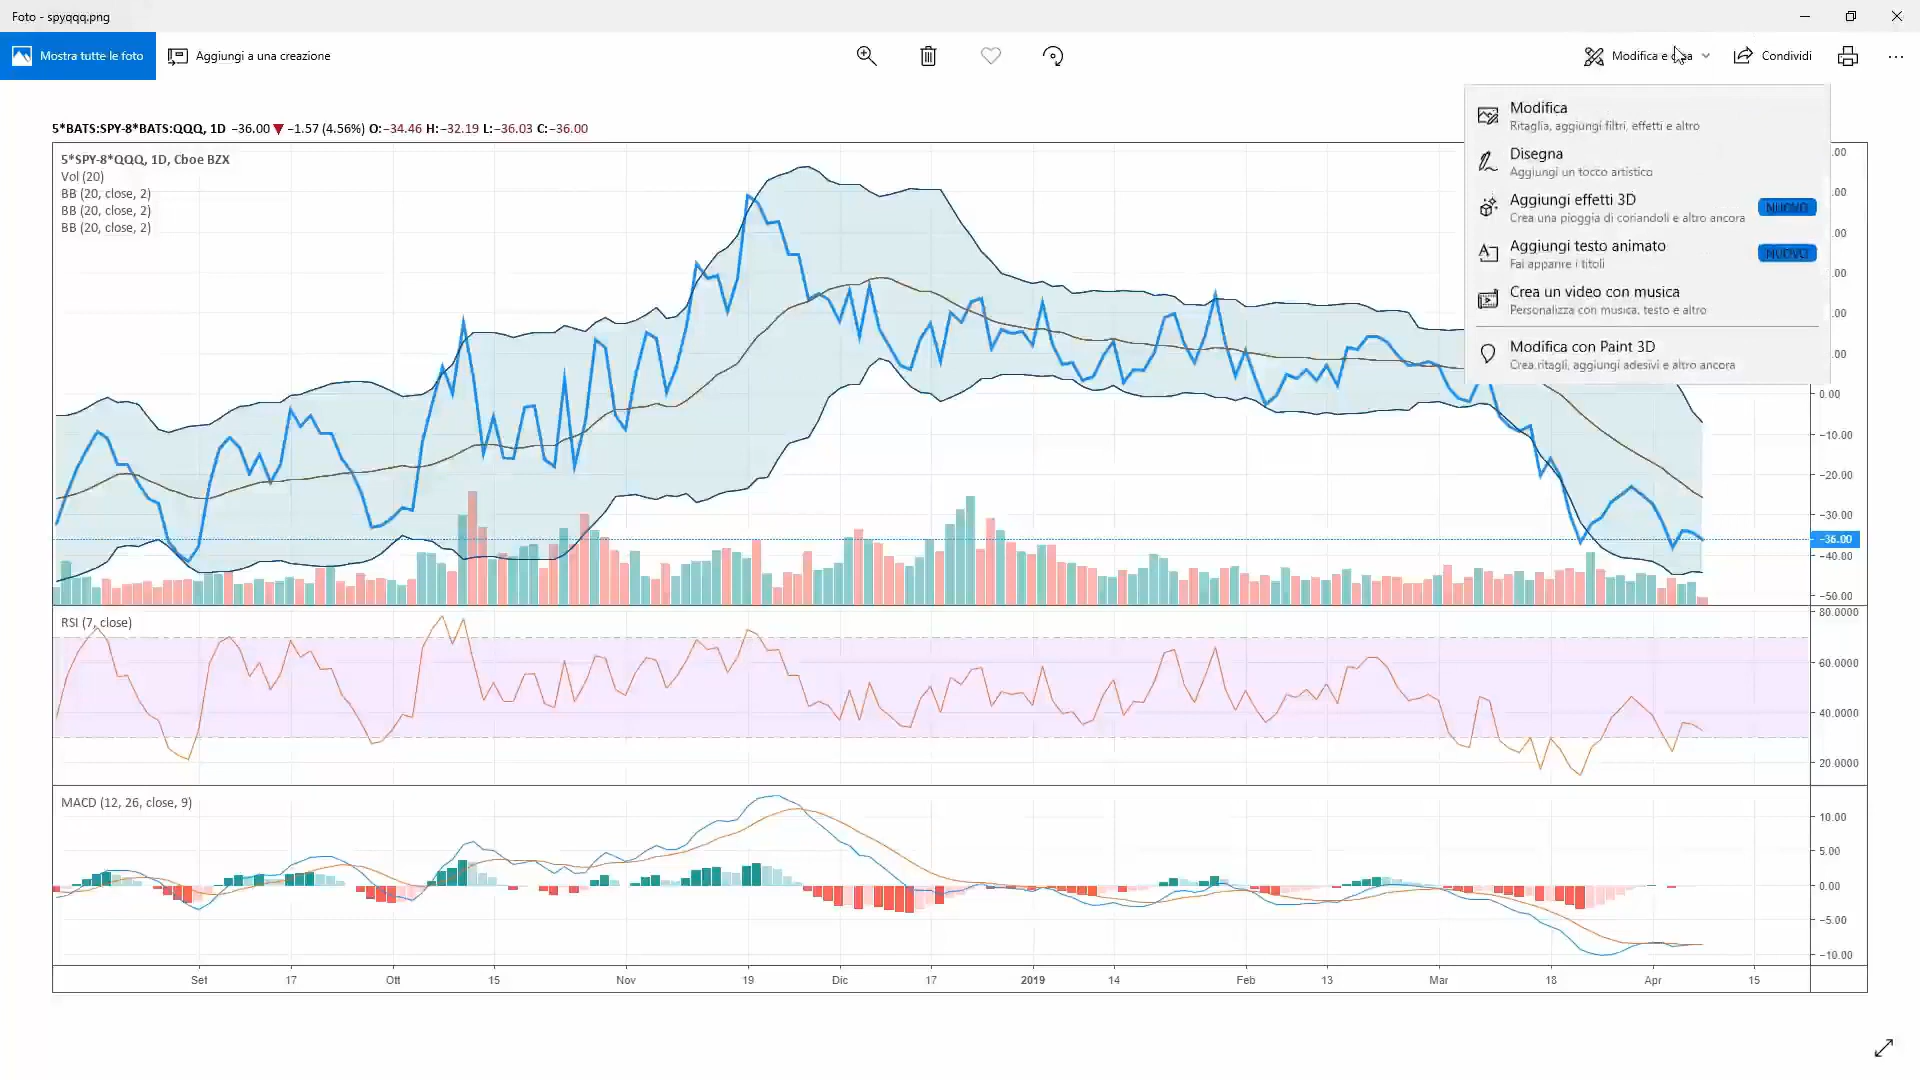 Foto - spyqqq.png
Mostra tutte le foto
Aggiungi a una creazione
Modifica e
Condividi
Modifica
Ritaglia, aggiungi filtri, effetti e altro
Disegna
Aggiungi un tocco artistico
Aggiungi effetti 3D
Crea una pioggia di coriandoli e altro ancora
NUOVO
Aggiungi testo animato
Fai apparire i titoli
NUOVO
Crea un video con musica
Personalizza con musica, testo e altro
Modifica con Paint 3D
Crea ritagli, aggiungi adesivi e altro ancora
5*BATS:SPY-8*BATS:QQQ, 1D −36.00 ▼ −1.57 (4.56%) O:−34.46 H:−32.19 L:−36.03 C:−36.00
5*SPY-8*QQQ, 1D, Cboe BZX
Vol (20)
BB (20, close, 2)
BB (20, close, 2)
BB (20, close, 2)
0.00
−10.00
−20.00
−30.00
−36.00
−40.00
−50.00
RSI (7, close)
80.0000
60.0000
40.0000
20.0000
MACD (12, 26, close, 9)
10.00
5.00
0.00
−5.00
−10.00
Set 17 Ott 15 Nov 19 Dic 17 2019 14 Feb 13 Mar 18 Apr 15